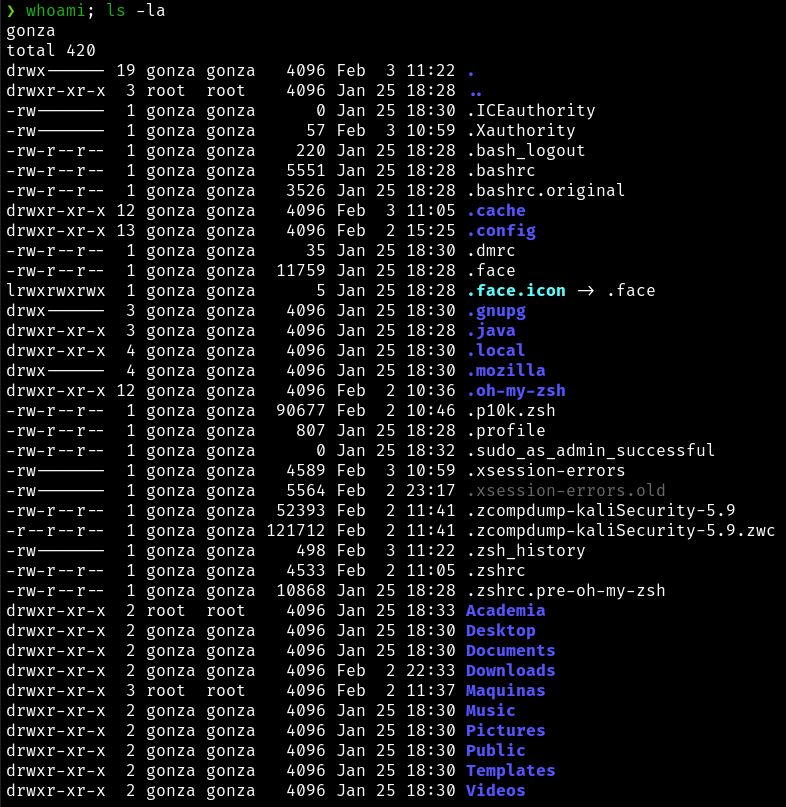 ❯ whoami; ls -la
gonza
total 420
drwx------ 19 gonza gonza   4096 Feb  3 11:22 .
drwxr-xr-x  3 root  root    4096 Jan 25 18:28 ..
-rw-------  1 gonza gonza      0 Jan 25 18:30 .ICEauthority
-rw-------  1 gonza gonza     57 Feb  3 10:59 .Xauthority
-rw-r--r--  1 gonza gonza    220 Jan 25 18:28 .bash_logout
-rw-r--r--  1 gonza gonza   5551 Jan 25 18:28 .bashrc
-rw-r--r--  1 gonza gonza   3526 Jan 25 18:28 .bashrc.original
drwxr-xr-x 12 gonza gonza   4096 Feb  3 11:05 .cache
drwxr-xr-x 13 gonza gonza   4096 Feb  2 15:25 .config
-rw-r--r--  1 gonza gonza     35 Jan 25 18:30 .dmrc
-rw-r--r--  1 gonza gonza  11759 Jan 25 18:28 .face
lrwxrwxrwx  1 gonza gonza      5 Jan 25 18:28 .face.icon -> .face
drwx------  3 gonza gonza   4096 Jan 25 18:30 .gnupg
drwxr-xr-x  3 gonza gonza   4096 Jan 25 18:28 .java
drwxr-xr-x  4 gonza gonza   4096 Jan 25 18:30 .local
drwx------  4 gonza gonza   4096 Jan 25 18:30 .mozilla
drwxr-xr-x 12 gonza gonza   4096 Feb  2 10:36 .oh-my-zsh
-rw-r--r--  1 gonza gonza  90677 Feb  2 10:46 .p10k.zsh
-rw-r--r--  1 gonza gonza    807 Jan 25 18:28 .profile
-rw-r--r--  1 gonza gonza      0 Jan 25 18:32 .sudo_as_admin_successful
-rw-------  1 gonza gonza   4589 Feb  3 10:59 .xsession-errors
-rw-------  1 gonza gonza   5564 Feb  2 23:17 .xsession-errors.old
-rw-r--r--  1 gonza gonza  52393 Feb  2 11:41 .zcompdump-kaliSecurity-5.9
-r--r--r--  1 gonza gonza 121712 Feb  2 11:41 .zcompdump-kaliSecurity-5.9.zwc
-rw-------  1 gonza gonza    498 Feb  3 11:22 .zsh_history
-rw-r--r--  1 gonza gonza   4533 Feb  2 11:05 .zshrc
-rw-r--r--  1 gonza gonza  10868 Jan 25 18:28 .zshrc.pre-oh-my-zsh
drwxr-xr-x  2 root  root    4096 Jan 25 18:33 Academia
drwxr-xr-x  2 gonza gonza   4096 Jan 25 18:30 Desktop
drwxr-xr-x  2 gonza gonza   4096 Jan 25 18:30 Documents
drwxr-xr-x  2 gonza gonza   4096 Feb  2 22:33 Downloads
drwxr-xr-x  3 root  root    4096 Feb  2 11:37 Maquinas
drwxr-xr-x  2 gonza gonza   4096 Jan 25 18:30 Music
drwxr-xr-x  2 gonza gonza   4096 Jan 25 18:30 Pictures
drwxr-xr-x  2 gonza gonza   4096 Jan 25 18:30 Public
drwxr-xr-x  2 gonza gonza   4096 Jan 25 18:30 Templates
drwxr-xr-x  2 gonza gonza   4096 Jan 25 18:30 Videos